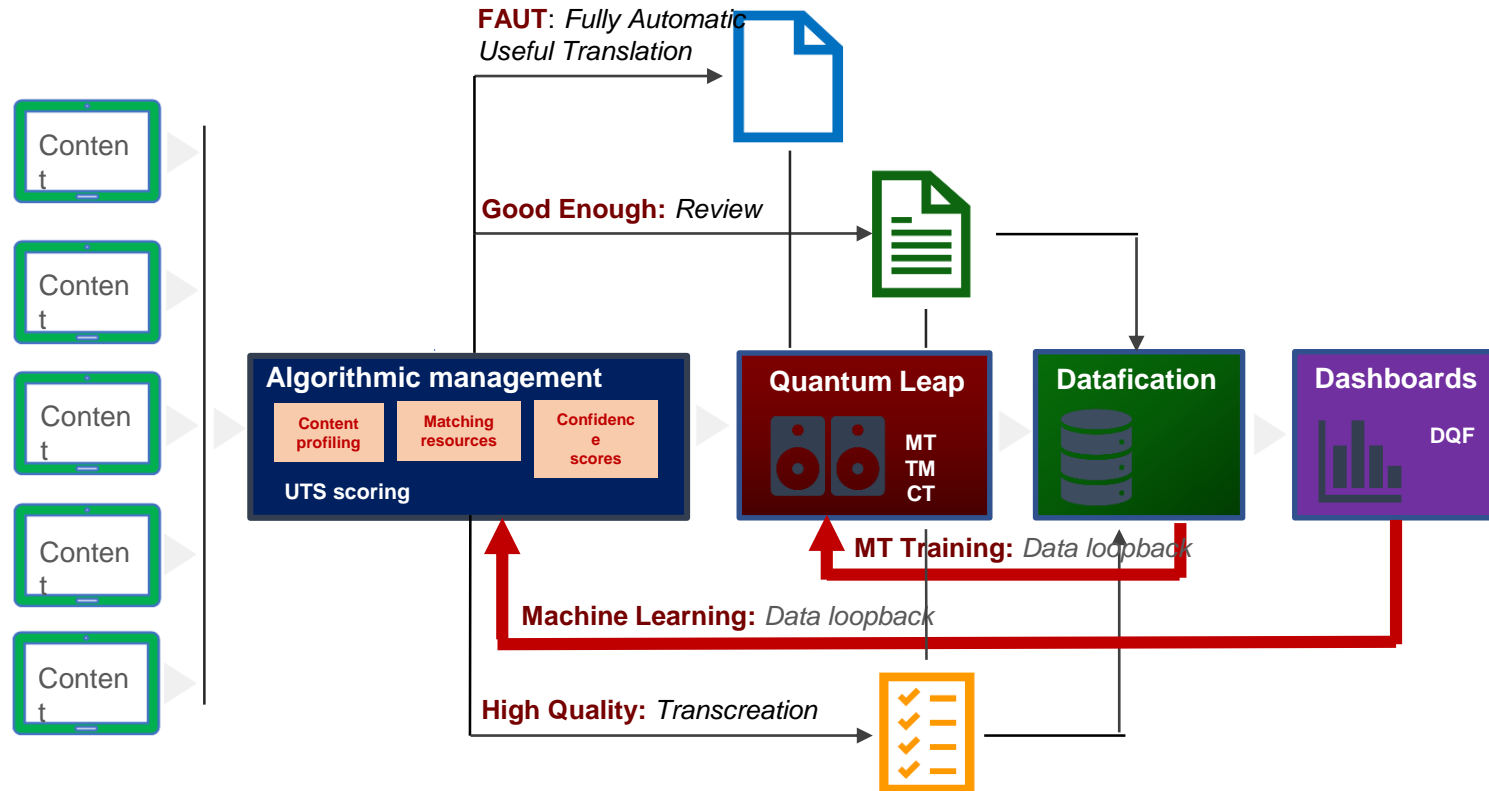 FAUT: Fully Automatic
Useful Translation
Conten
t
Good Enough: Review
Conten
t
Conten
t
Algorithmic management
Content
profiling
Matching
resources
Confidenc
e
scores
UTS scoring
Quantum Leap
MT
TM
CT
Datafication
Dashboards
DQF
Conten
t
MT Training: Data loopback
Machine Learning: Data loopback
Conten
t
High Quality: Transcreation